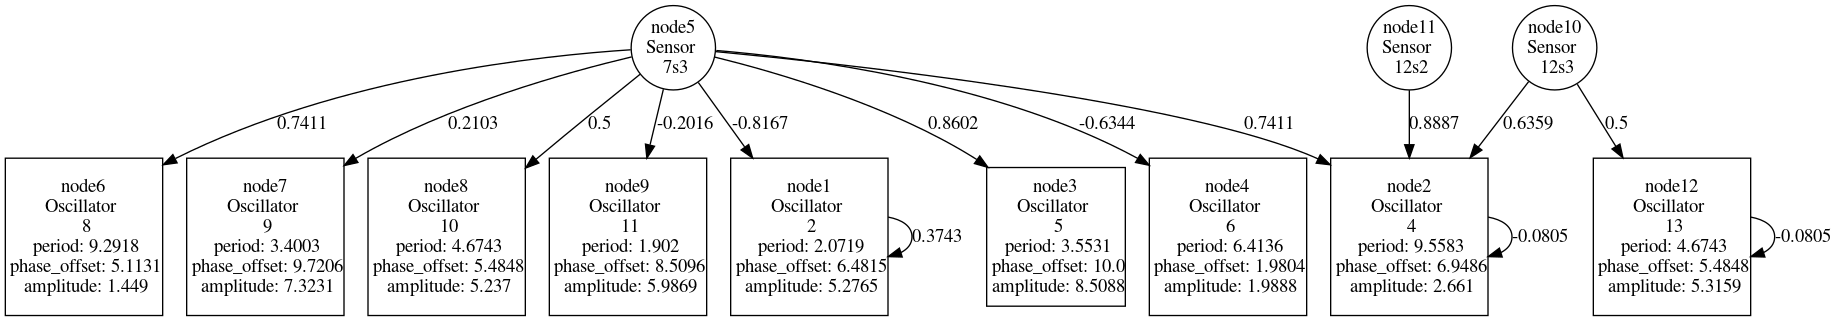 node5
Sensor
7s3
node11
Sensor
12s2
node10
Sensor
12s3
0.7411
0.2103
0.5
-0.2016
-0.8167
0.8602
-0.6344
0.7411
0.8887
0.6359
0.5
node6
Oscillator
8
period: 9.2918
phase_offset: 5.1131
amplitude: 1.449
node7
Oscillator
9
period: 3.4003
phase_offset: 9.7206
amplitude: 7.3231
node8
Oscillator
10
period: 4.6743
phase_offset: 5.4848
amplitude: 5.237
node9
Oscillator
11
period: 1.902
phase_offset: 8.5096
amplitude: 5.9869
node1
Oscillator
2
period: 2.0719
phase_offset: 6.4815
amplitude: 5.2765
0.3743
node3
Oscillator
5
period: 3.5531
phase_offset: 10.0
amplitude: 8.5088
node4
Oscillator
6
period: 6.4136
phase_offset: 1.9804
amplitude: 1.9888
node2
Oscillator
4
period: 9.5583
phase_offset: 6.9486
amplitude: 2.661
-0.0805
node12
Oscillator
13
period: 4.6743
phase_offset: 5.4848
amplitude: 5.3159
-0.0805